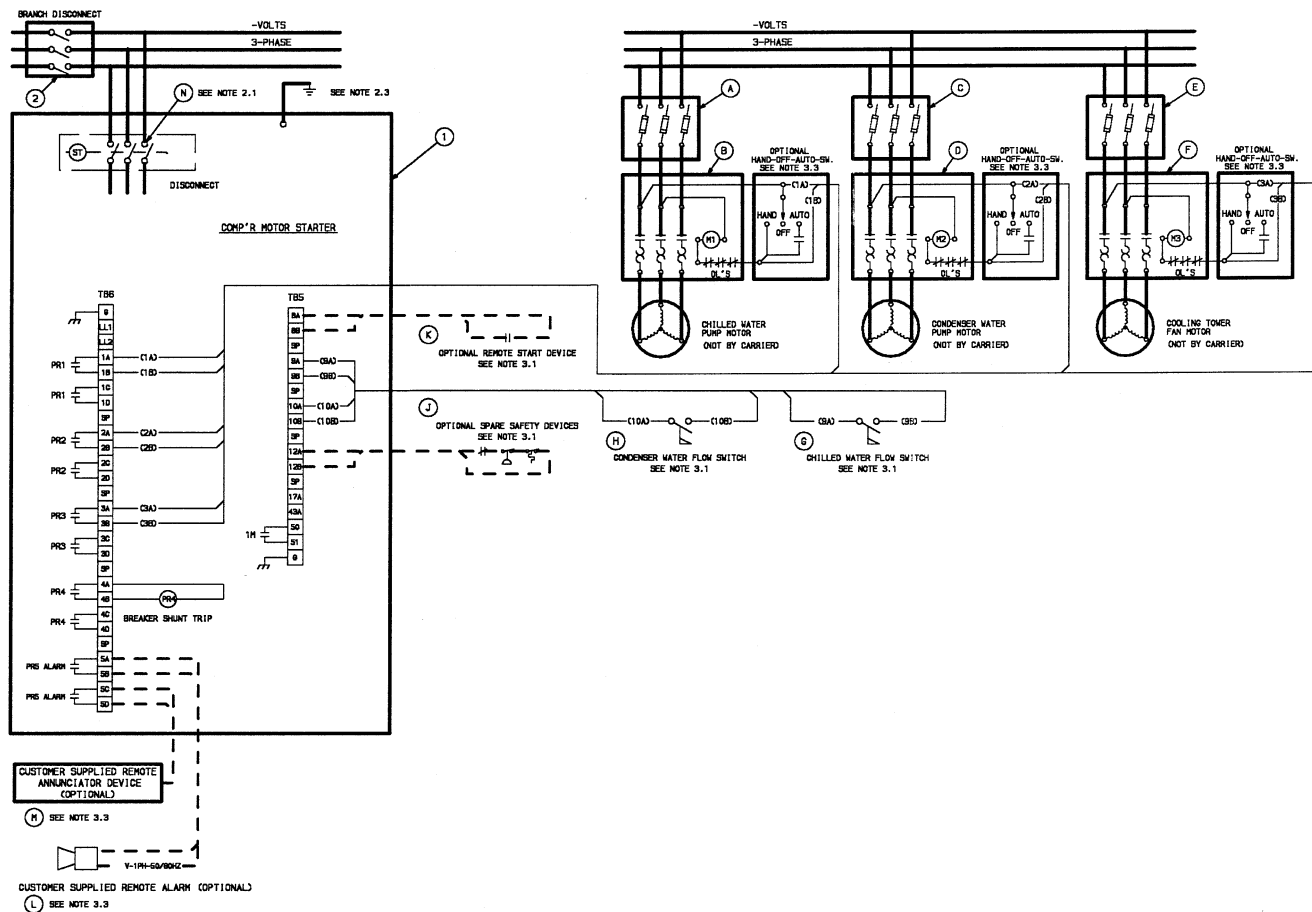 BRANCH DISCONNECT
-VOLTS
3-PHASE
2
N SEE NOTE 2.1
SEE NOTE 2.3
ST
DISCONNECT
1
COMP'R MOTOR STARTER
TB6
G
LL1
LL2
1A (1A)
1B (1B)
PR1
1C
1D
PR1
SP
2A (2A)
2B (2B)
PR2
2C
2D
PR2
SP
3A (3A)
3B (3B)
PR3
3C
3D
PR3
SP
4A
4B
PR4
PR4
BREAKER SHUNT TRIP
4C
4D
PR4
SP
5A
5B
PR5 ALARM
5C
5D
PR5 ALARM
TB5
8A
8B
SP
9A (9A)
9B (9B)
SP
10A (10A)
10B (10B)
SP
12A
12B
SP
17A
43A
50
51
1M
G
K
OPTIONAL REMOTE START DEVICE
SEE NOTE 3.1
J
OPTIONAL SPARE SAFETY DEVICES
SEE NOTE 3.1
(10A) (10B)
H
CONDENSER WATER FLOW SWITCH
SEE NOTE 3.1
(9A) (9B)
G
CHILLED WATER FLOW SWITCH
SEE NOTE 3.1
-VOLTS
3-PHASE
A
B
OPTIONAL
HAND-OFF-AUTO-SW.
SEE NOTE 3.3
(1A)
(1B)
HAND AUTO
OFF
M1
OL'S
CHILLED WATER
PUMP MOTOR
(NOT BY CARRIER)
C
D
OPTIONAL
HAND-OFF-AUTO-SW.
SEE NOTE 3.3
(2A)
(2B)
HAND AUTO
OFF
M2
OL'S
CONDENSER WATER
PUMP MOTOR
(NOT BY CARRIER)
E
F
OPTIONAL
HAND-OFF-AUTO-SW.
SEE NOTE 3.3
(3A)
(3B)
HAND AUTO
OFF
M3
OL'S
COOLING TOWER
FAN MOTOR
(NOT BY CARRIER)
CUSTOMER SUPPLIED REMOTE
ANNUNCIATOR DEVICE
(OPTIONAL)
M SEE NOTE 3.3
V-1PH-50/60HZ
CUSTOMER SUPPLIED REMOTE ALARM (OPTIONAL)
L SEE NOTE 3.3